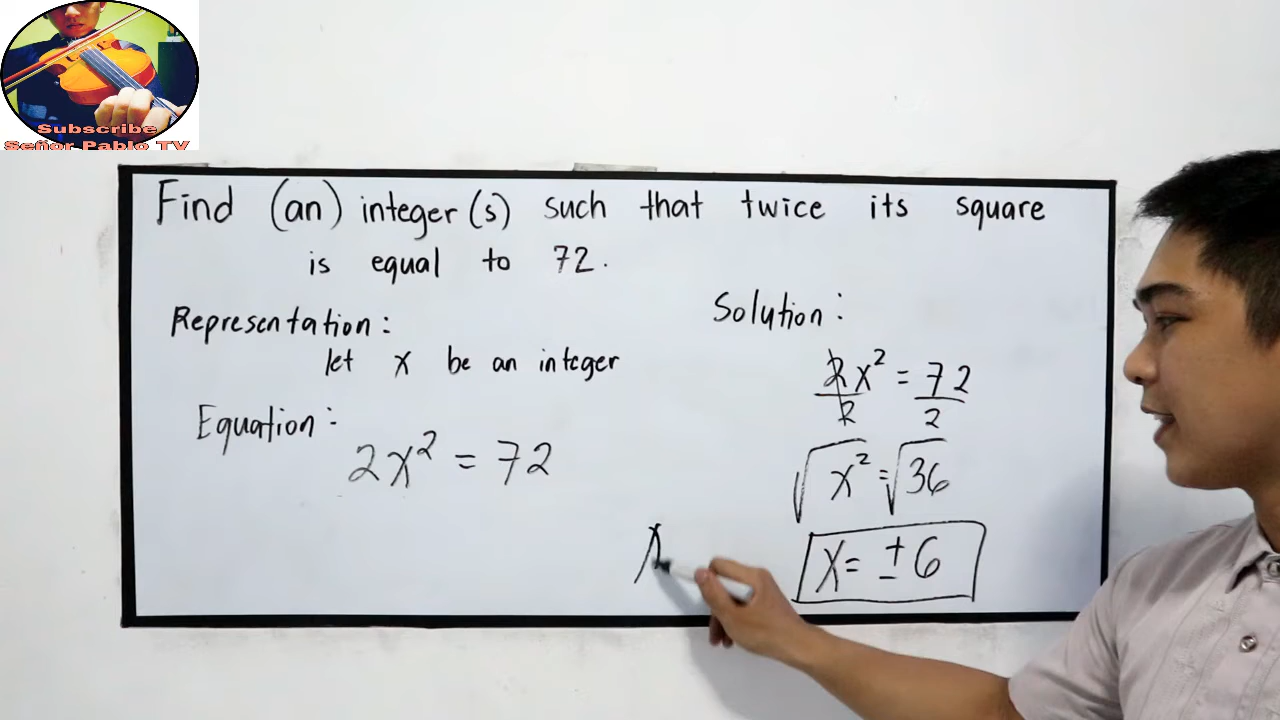 Subscribe
Señor Pablo TV
Find (an) integer(s) such that twice its square
is equal to 72.
Representation:
let x be an integer
Equation:
2x² = 72
Solution:
2x² = 72
2 2
√x² = √36
x = ±6